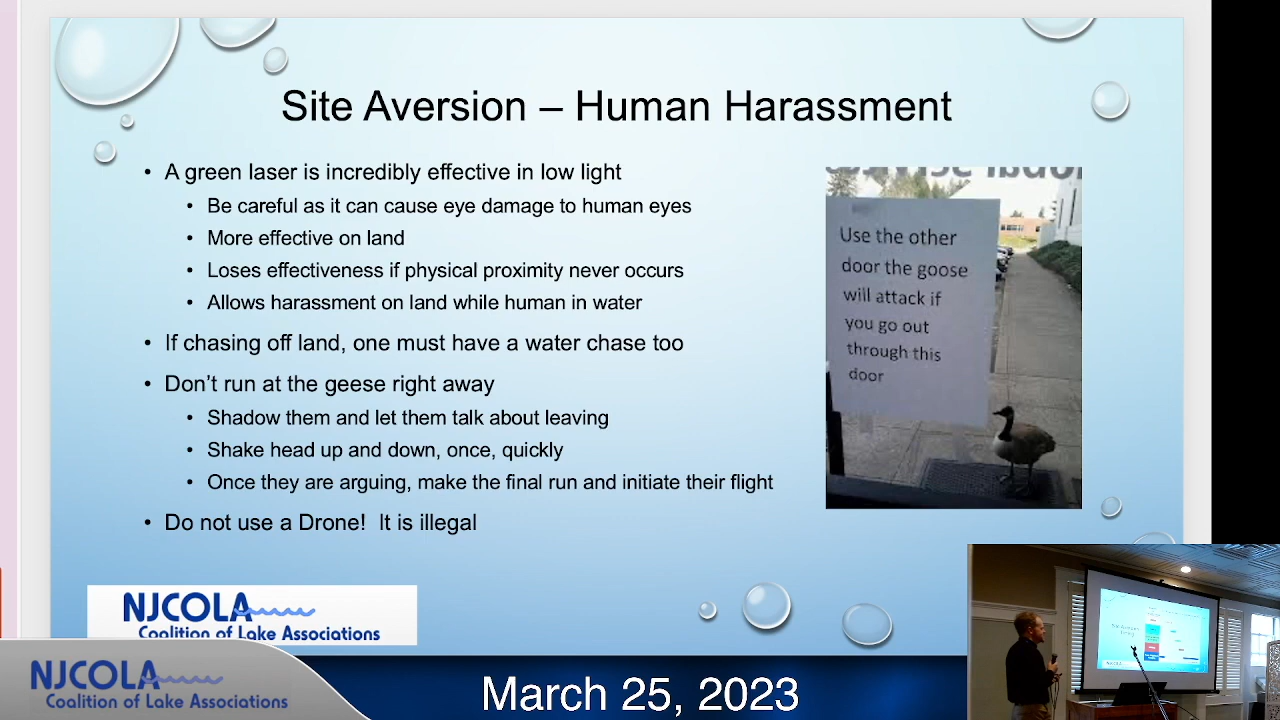 Site Aversion – Human Harassment
• A green laser is incredibly effective in low light
• Be careful as it can cause eye damage to human eyes
• More effective on land
• Loses effectiveness if physical proximity never occurs
• Allows harassment on land while human in water
• If chasing off land, one must have a water chase too
• Don't run at the geese right away
• Shadow them and let them talk about leaving
• Shake head up and down, once, quickly
• Once they are arguing, make the final run and initiate their flight
• Do not use a Drone! It is illegal
Use the other
door the goose
will attack if
you go out
through this
door
NJCOLA
Coalition of Lake Associations
NJCOLA
Coalition of Lake Associations
March 25, 2023